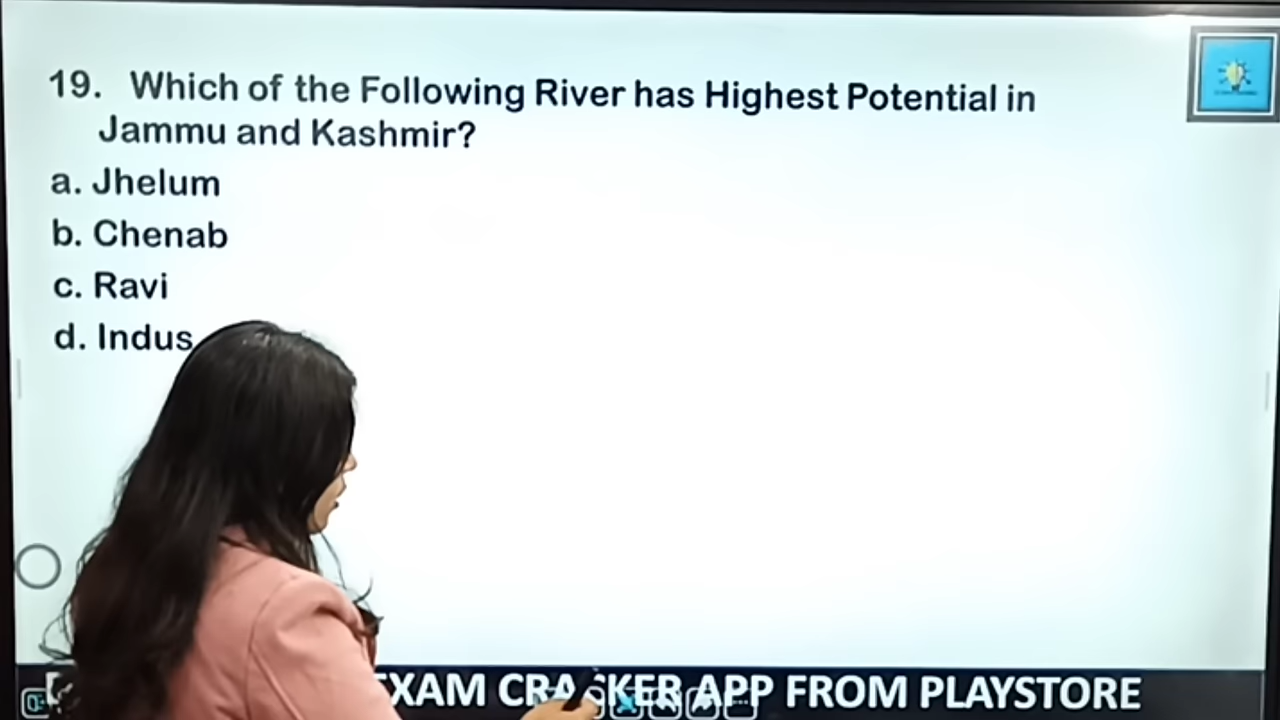 19. Which of the Following River has Highest Potential in
Jammu and Kashmir?
a. Jhelum
b. Chenab
c. Ravi
d. Indus
APP FROM PLAYSTORE